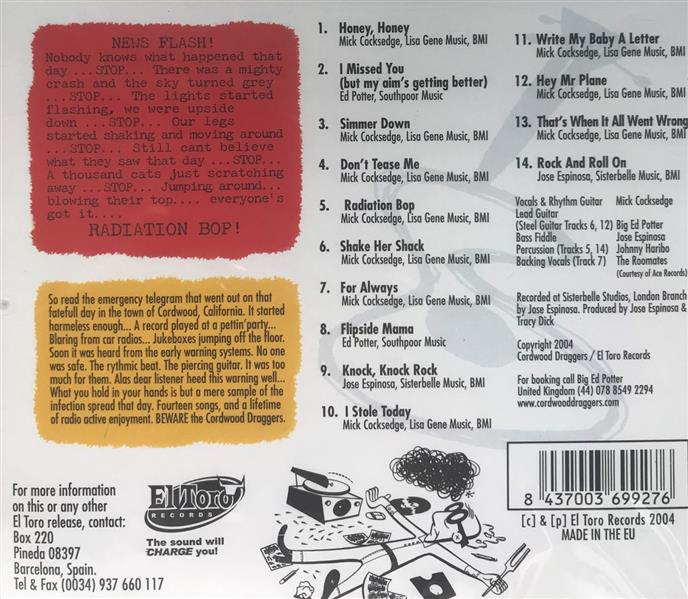 NEWS FLASH!
Nobody knows what happened that
day ...STOP... There was a mighty
crash and the sky turned grey
...STOP... The lights started
flashing, we were upside
down ...STOP... Our legs
started shaking and moving around
...STOP... Still cant believe
what they saw that day ...STOP...
A thousand cats just scratching
away ...STOP... Jumping around...
blowing their top.... everyone's
got it....
RADIATION BOP!
So read the emergency telegram that went out on that
fatefull day in the town of Cordwood, California. It started
harmeless enough... A record played at a pettin'party...
Blaring from car radios... Jukeboxes jumping off the floor.
Soon it was heard from the early warning systems. No one
was safe. The rythmic beat. The piercing guitar. It was too
much for them. Alas dear listener heed this warning well...
What you hold in your hands is but a mere sample of the
infection spread that day. Fourteen songs, and a lifetime
of radio active enjoyment. BEWARE the Cordwood Draggers.
For more information
on this or any other
El Toro release, contact:
Box 220
Pineda 08397
Barcelona, Spain.
Tel & Fax (0034) 937 660 117
El Toro
RECORDS
The sound will
CHARGE you!
1. Honey, Honey
Mick Cocksedge, Lisa Gene Music, BMI
2. I Missed You
(but my aim's getting better)
Ed Potter, Southpoor Music
3. Simmer Down
Mick Cocksedge, Lisa Gene Music, BMI
4. Don't Tease Me
Mick Cocksedge, Lisa Gene Music, BMI
5. Radiation Bop
Mick Cocksedge, Lisa Gene Music, BMI
6. Shake Her Shack
Mick Cocksedge, Lisa Gene Music, BMI
7. For Always
Mick Cocksedge, Lisa Gene Music, BMI
8. Flipside Mama
Ed Potter, Southpoor Music
9. Knock, Knock Rock
Jose Espinosa, Sisterbelle Music, BMI
10. I Stole Today
Mick Cocksedge, Lisa Gene Music, BMI
11. Write My Baby A Letter
Mick Cocksedge, Lisa Gene Music, BMI
12. Hey Mr Plane
Mick Cocksedge, Lisa Gene Music, BMI
13. That's When It All Went Wrong
Mick Cocksedge, Lisa Gene Music, BMI
14. Rock And Roll On
Jose Espinosa, Sisterbelle Music, BMI
Vocals & Rhythm Guitar Mick Cocksedge
Lead Guitar
(Steel Guitar Tracks 6, 12) Big Ed Potter
Bass Fiddle Jose Espinosa
Percussion (Tracks 5, 14) Johnny Haribo
Backing Vocals (Track 7) The Roomates
(Courtesy of Ace Records)
Recorded at Sisterbelle Studios, London Branch
by Jose Espinosa. Produced by Jose Espinosa &
Tracy Dick
Copyright 2004
Cordwood Draggers / El Toro Records
For booking call Big Ed Potter
United Kingdom (44) 078 8549 2294
www.cordwooddraggers.com
8 437003 699276
[c] & [p] El Toro Records 2004
MADE IN THE EU